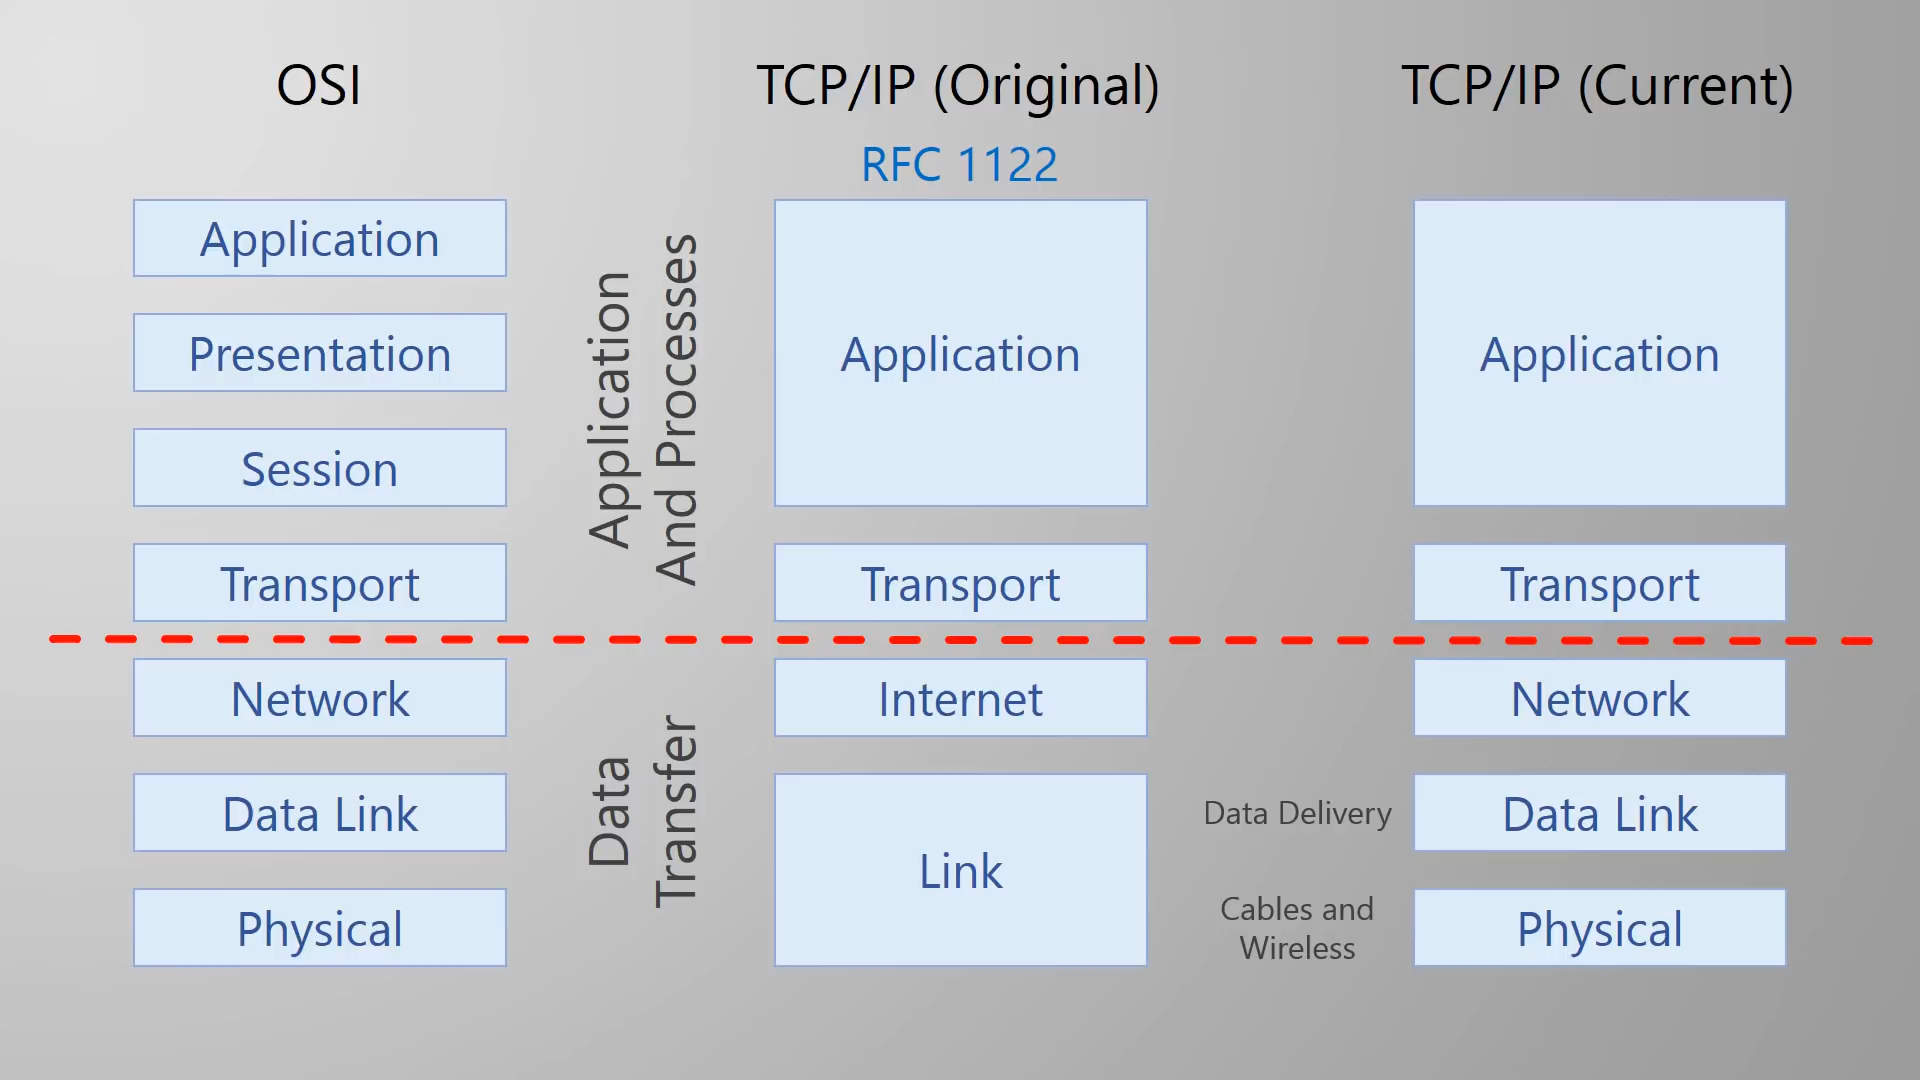 OSI
TCP/IP (Original)
TCP/IP (Current)
RFC 1122
Application
Presentation
Session
Transport
Network
Data Link
Physical
Application
And Processes
Data
Transfer
Application
Transport
Internet
Link
Data Delivery
Cables and
Wireless
Application
Transport
Network
Data Link
Physical